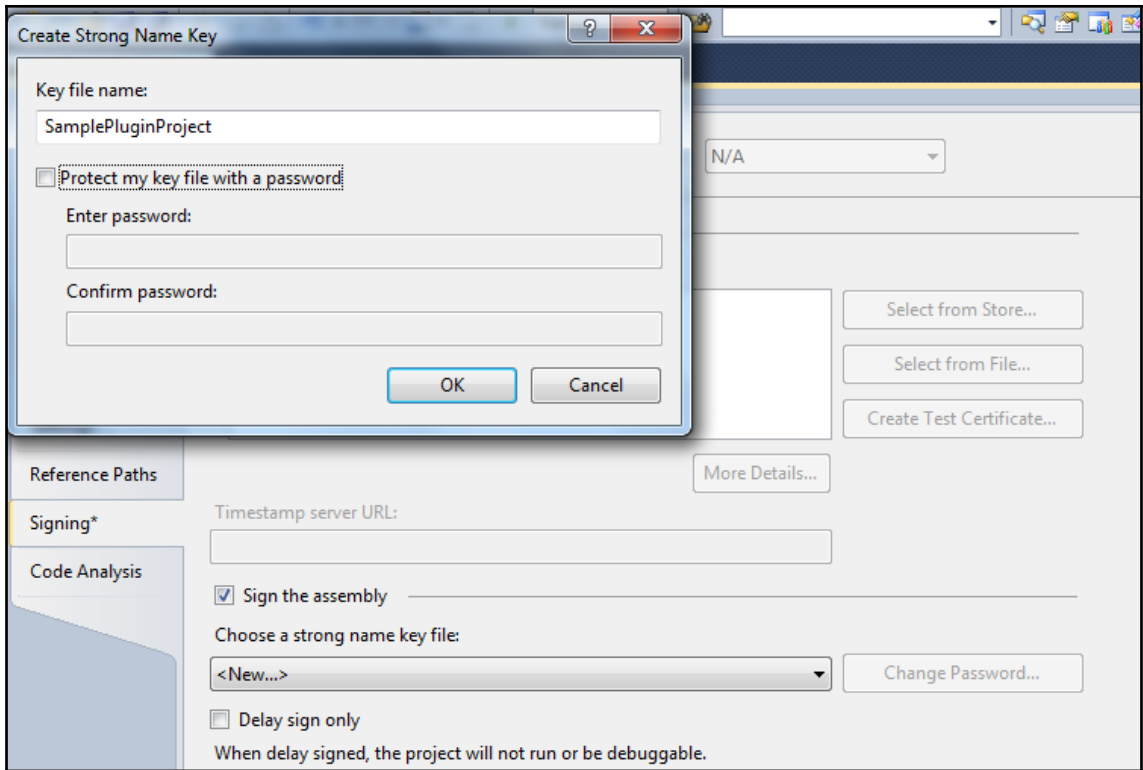 Create Strong Name Key
Key file name:
SamplePluginProject
Protect my key file with a password
Enter password:
Confirm password:
OK
Cancel
N/A
Select from Store...
Select from File...
Create Test Certificate...
More Details...
Reference Paths
Signing*
Code Analysis
Timestamp server URL:
Sign the assembly
Choose a strong name key file:
<New...>
Change Password...
Delay sign only
When delay signed, the project will not run or be debuggable.